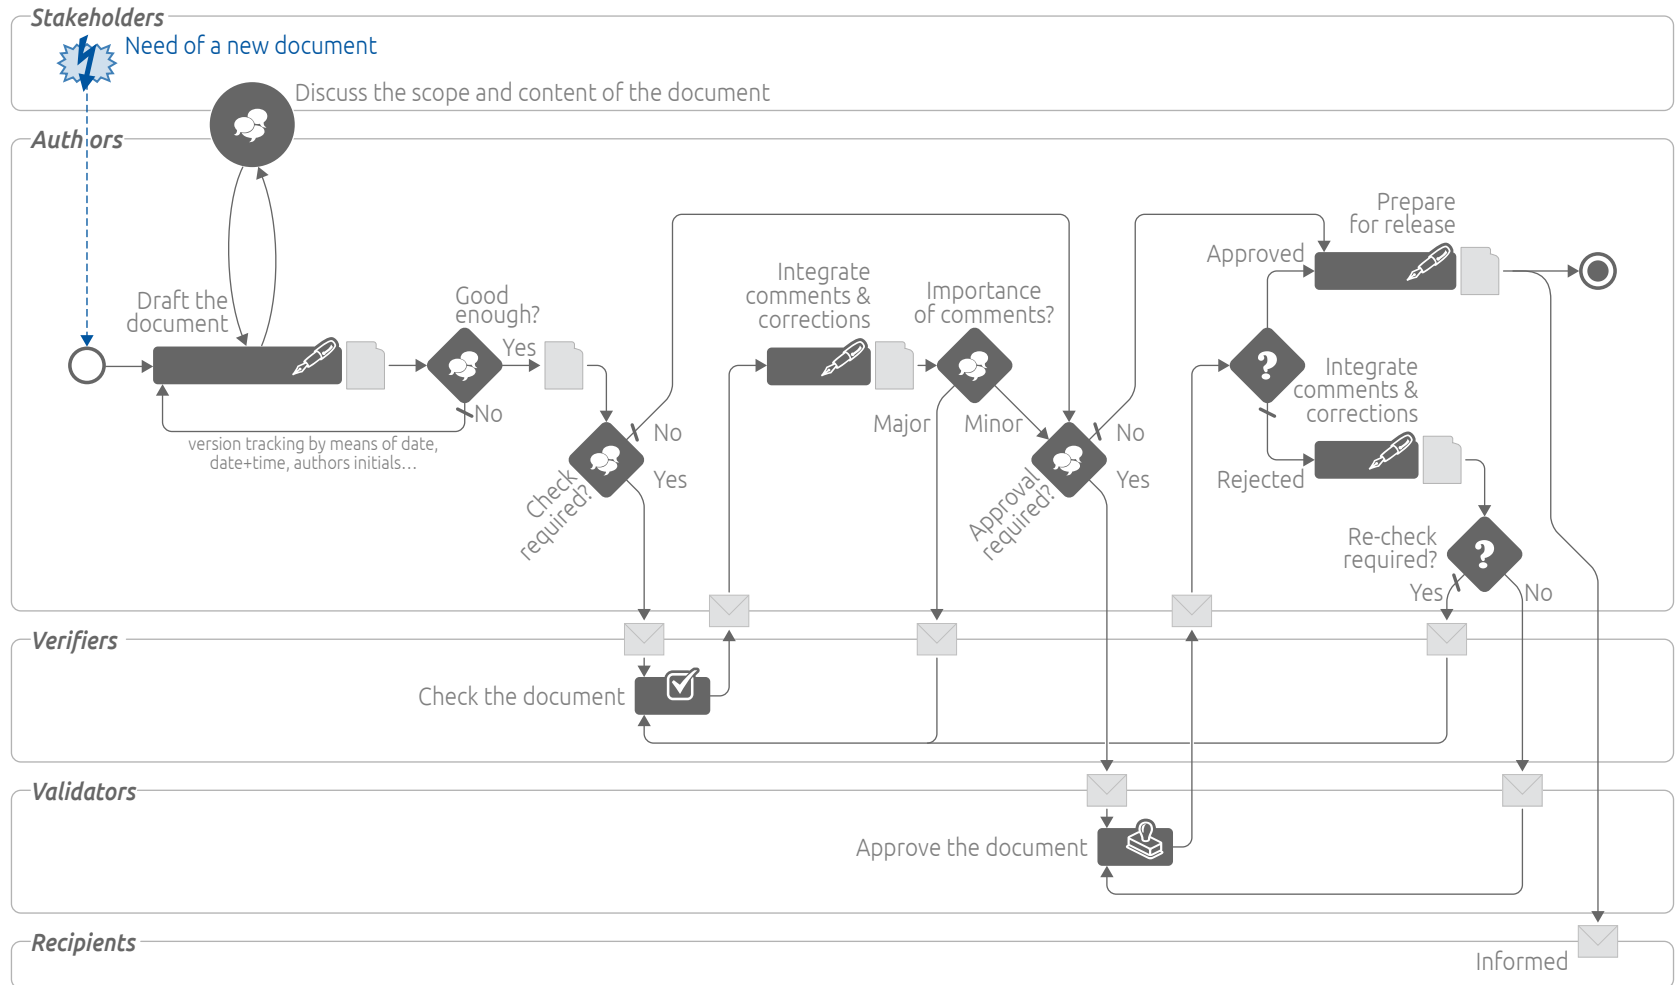 Stakeholders
Need of a new document
Discuss the scope and content of the document
Authors
Draft the
document
Good
enough?
Yes
No
version tracking by means of date,
date+time, authors initials…
Check
required?
No
Yes
Integrate
comments &
corrections
Importance
of comments?
Major
Minor
Approval
required?
No
Yes
Prepare
for release
Approved
?
Integrate
comments &
corrections
Rejected
Re-check
required?
?
Yes
No
Verifiers
Check the document
Validators
Approve the document
Recipients
Informed